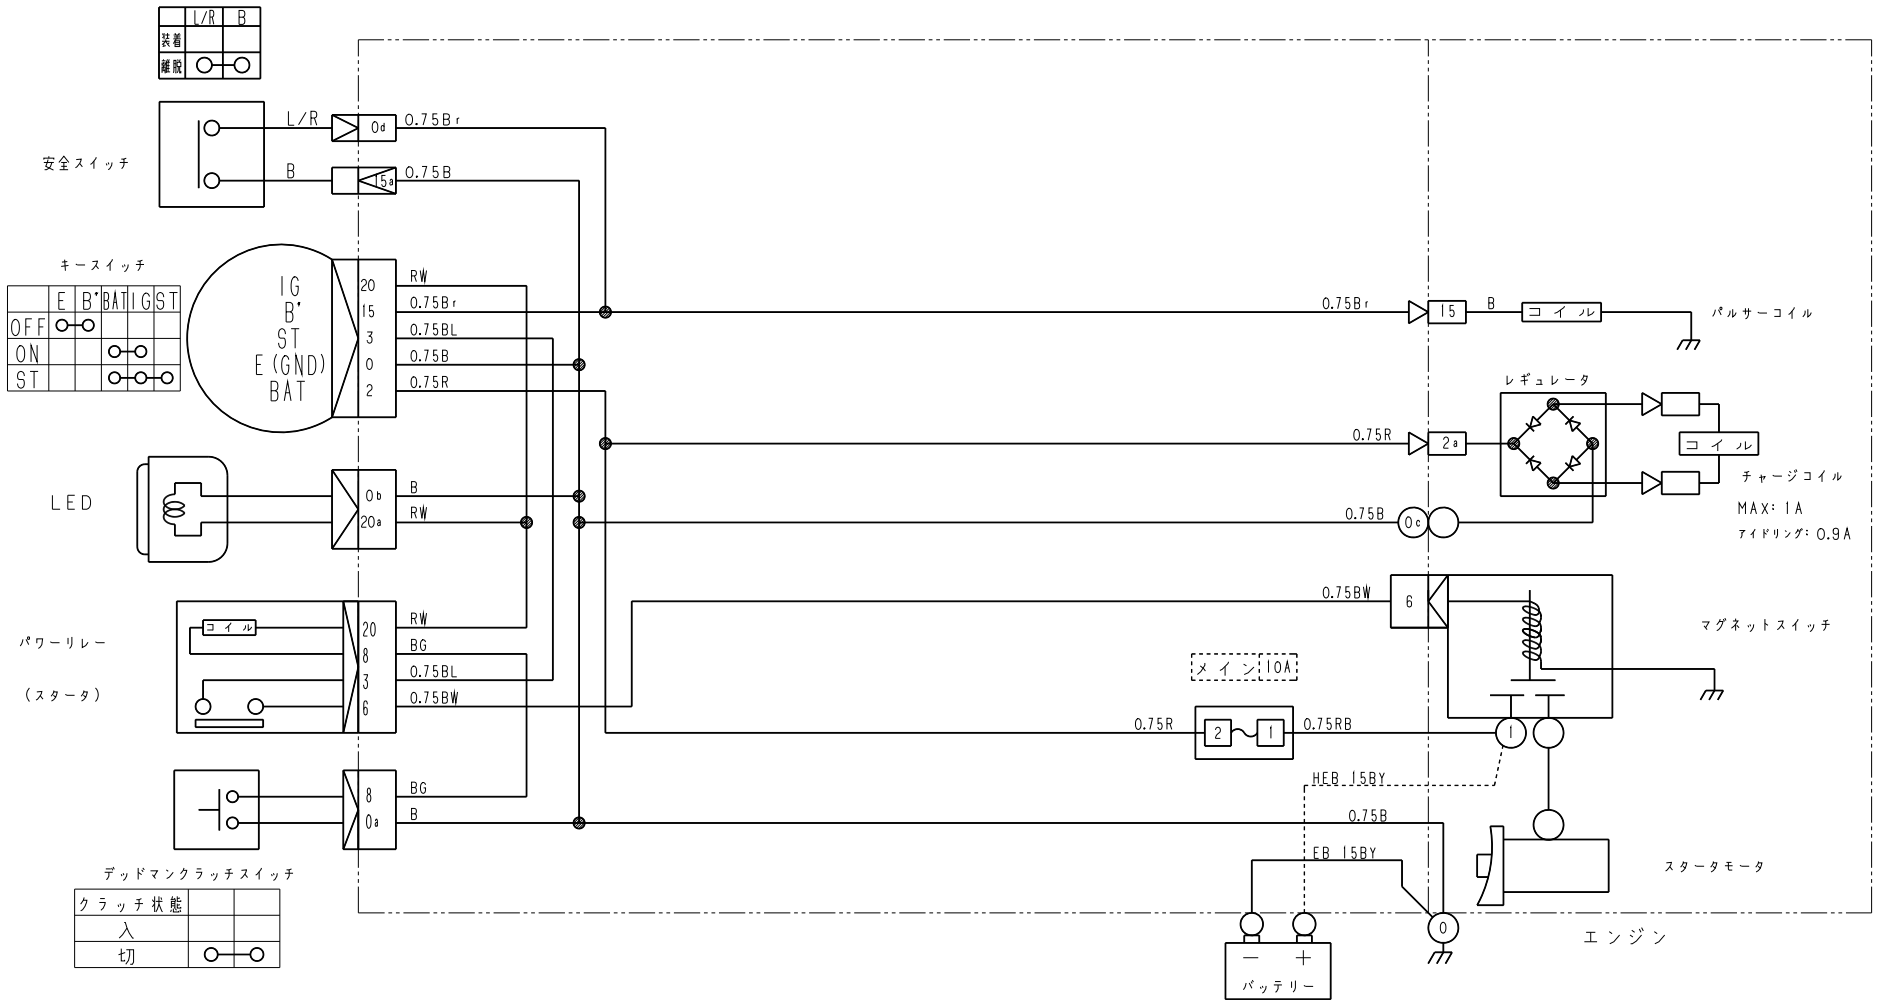 L/R B
装着
離脱
安全スイッチ
L/R
0d
0.75Br
B
15a
0.75B
キースイッチ
E B* BAT IG ST
OFF
ON
ST
IG 20 RW
B* 15 0.75Br
ST 3 0.75BL
E(GND) 0 0.75B
BAT 2 0.75R
0.75Br
15
B
コイル
パルサーコイル
レギュレータ
0.75R
2a
コイル
チャージコイル
MAX: 1A
アイドリング: 0.9A
LED
0b B
20a RW
0.75B
0c
パワーリレー
(スタータ)
コイル
20 RW
8 BG
3 0.75BL
6 0.75BW
0.75BW
6
マグネットスイッチ
メイン 10A
0.75R
2 1
0.75RB
1
HEB 15BY
8 BG
0a B
0.75B
EB 15BY
デッドマンクラッチスイッチ
クラッチ状態
入
切
スタータモータ
0
エンジン
− +
バッテリー